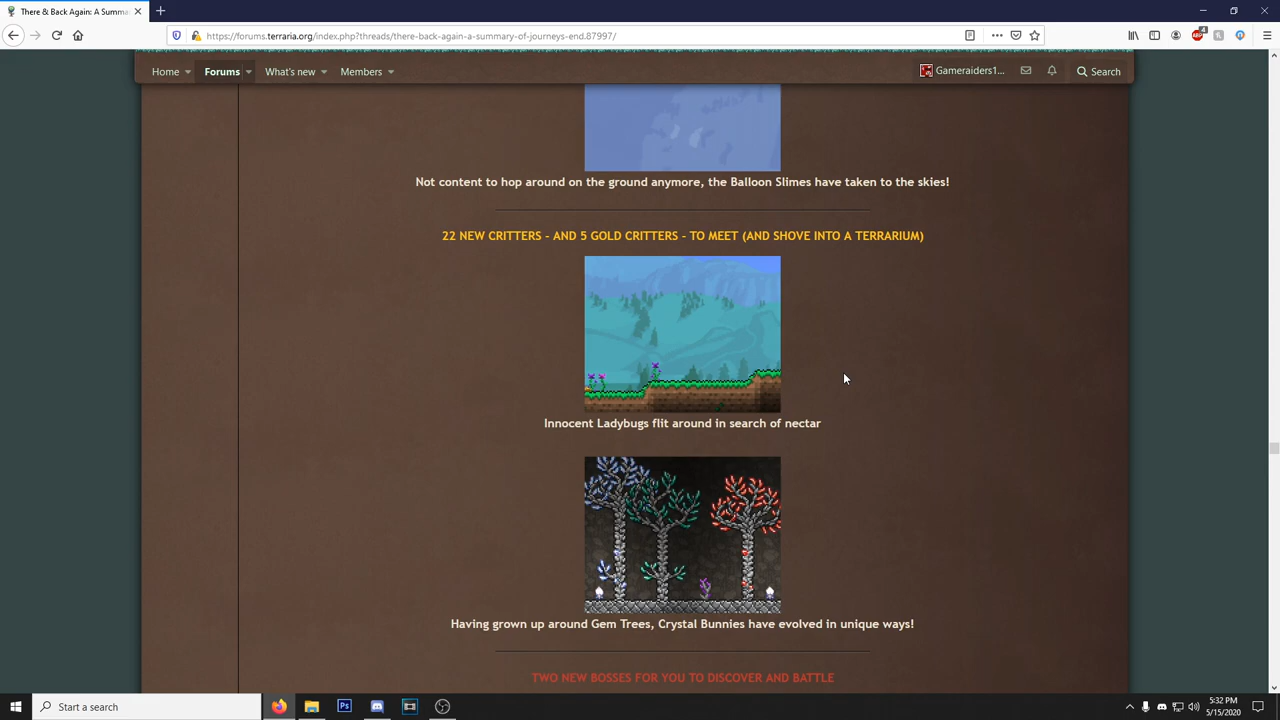 There & Back Again: A Summa
https://forums.terraria.org/index.php?threads/there-back-again-a-summary-of-journeys-end.87997/
Home
Forums
What's new
Members
Gameraiders1...
Search
Not content to hop around on the ground anymore, the Balloon Slimes have taken to the skies!
22 NEW CRITTERS - AND 5 GOLD CRITTERS - TO MEET (AND SHOVE INTO A TERRARIUM)
Innocent Ladybugs flit around in search of nectar
Having grown up around Gem Trees, Crystal Bunnies have evolved in unique ways!
TWO NEW BOSSES FOR YOU TO DISCOVER AND BATTLE
Start a search
Ps
5:32 PM
5/15/2020